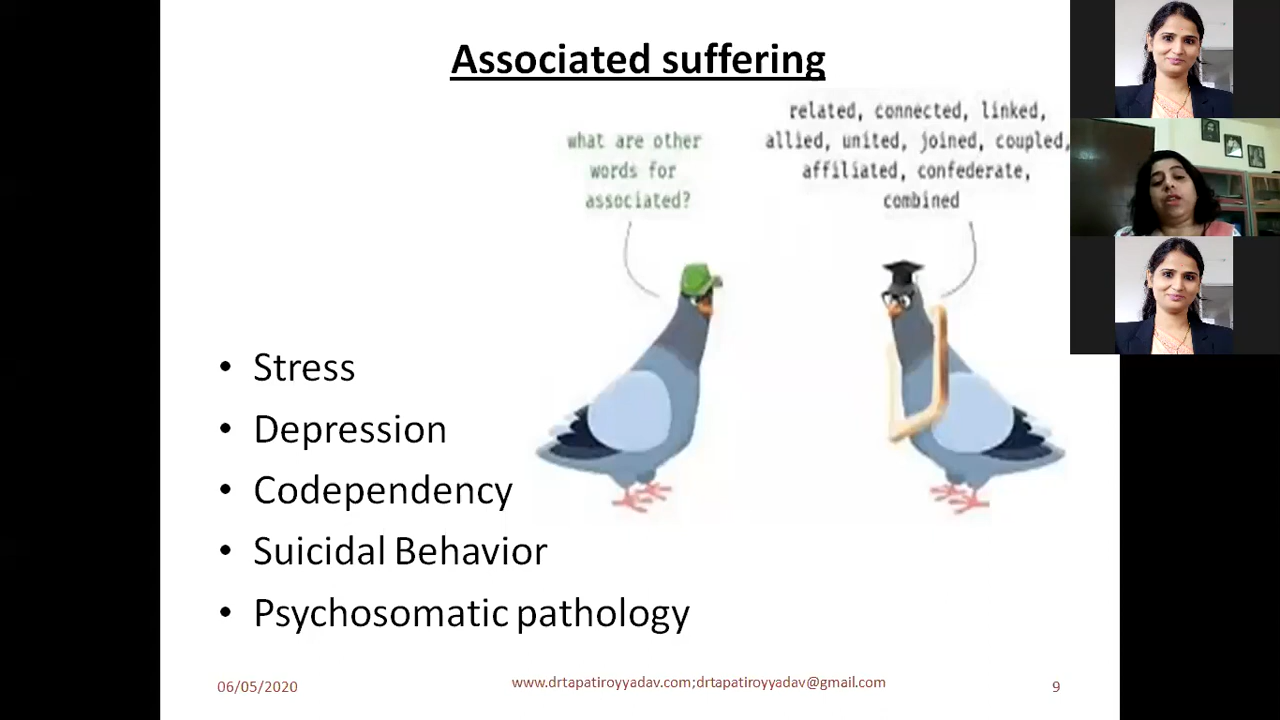 Associated suffering
what are other
words for
associated?
related, connected, linked,
allied, united, joined, coupled,
affiliated, confederate,
combined
• Stress
• Depression
• Codependency
• Suicidal Behavior
• Psychosomatic pathology
06/05/2020
www.drtapatiroyyadav.com;drtapatiroyyadav@gmail.com
9